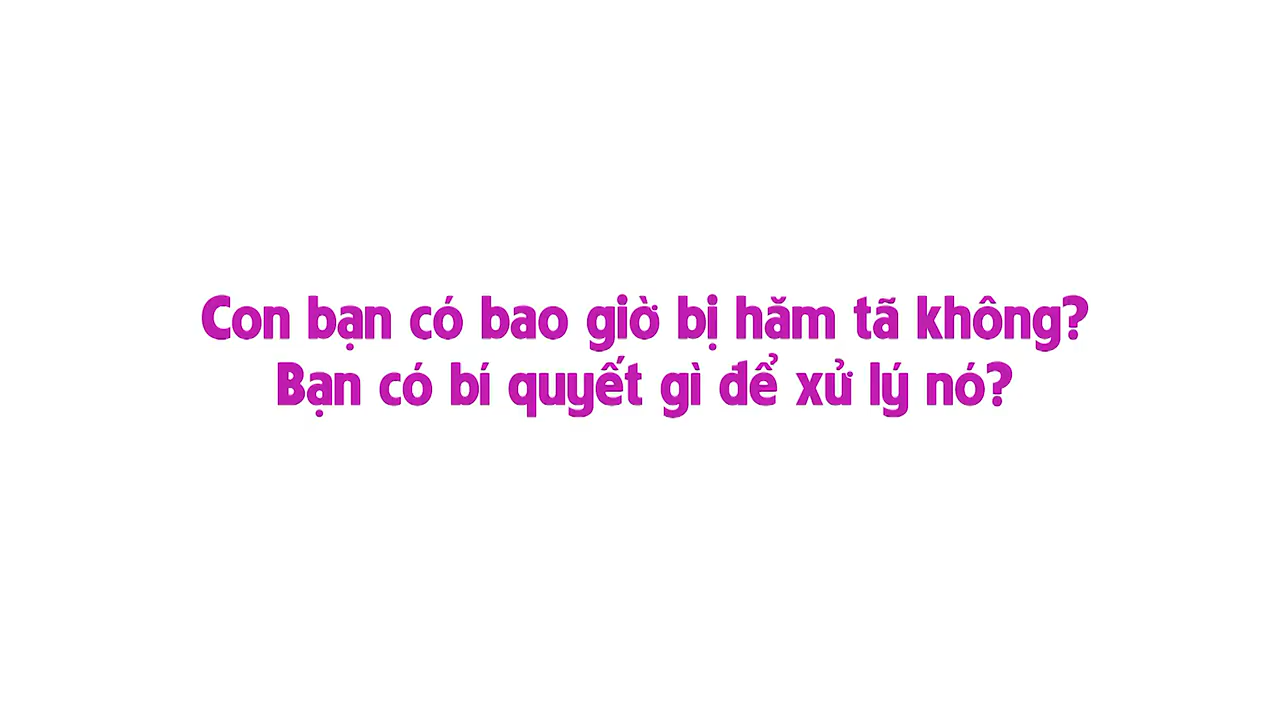 Con bạn có bao giờ bị hăm tã không?
Bạn có bí quyết gì để xử lý nó?